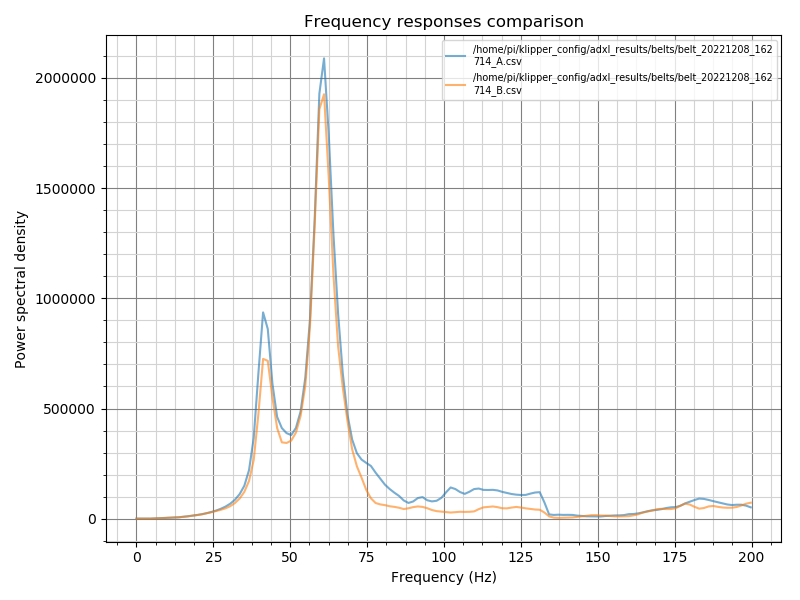 Frequency responses comparison
/home/pi/klipper_config/adxl_results/belts/belt_20221208_162
714_A.csv
/home/pi/klipper_config/adxl_results/belts/belt_20221208_162
714_B.csv
Power spectral density
2000000
1500000
1000000
500000
0
0 25 50 75 100 125 150 175 200
Frequency (Hz)